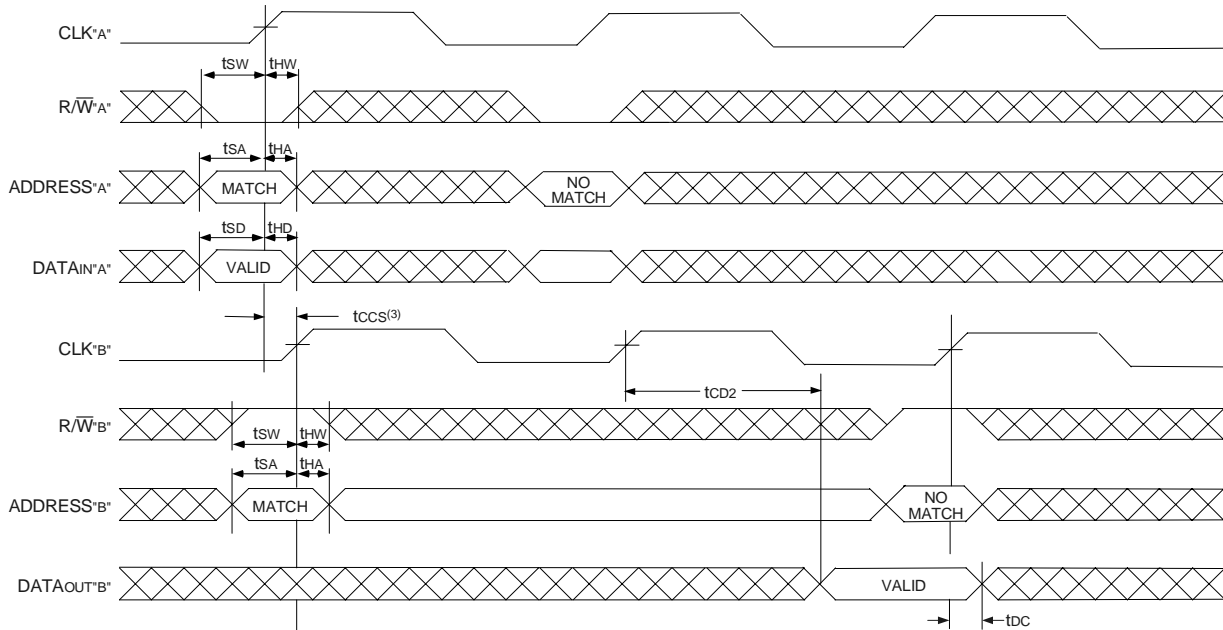 CLK"A"
tSW tHW
R/W̅"A"
tSA tHA
ADDRESS"A" MATCH NO MATCH
tSD tHD
DATAIN"A" VALID
tCCS(3)
CLK"B"
tCD2
R/W̅"B"
tSW tHW
tSA tHA
ADDRESS"B" MATCH NO MATCH
DATAOUT"B" VALID
tDC